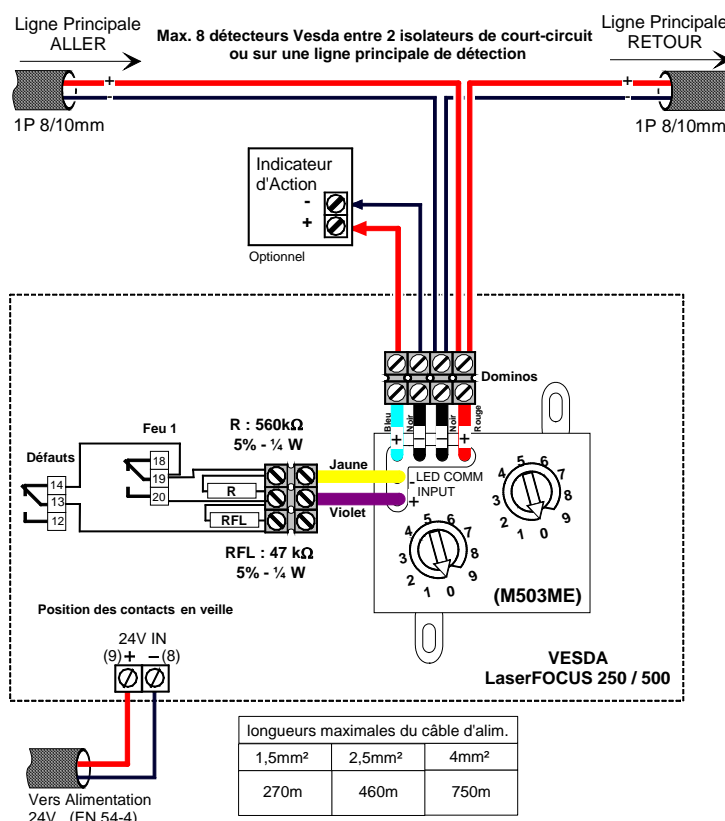 Ligne Principale
ALLER
Max. 8 détecteurs Vesda entre 2 isolateurs de court-circuit
ou sur une ligne principale de détection
Ligne Principale
RETOUR
+
-
+
-
1P 8/10mm
1P 8/10mm
Indicateur
d'Action
-
+
Optionnel
Dominos
Bleu
Noir
Noir
Rouge
+
–
–
+
R : 560kΩ
5% - ¼ W
Feu 1
Défauts
18
19
20
14
13
12
R
RFL
Jaune
Violet
RFL : 47 kΩ
5% - ¼ W
LED COMM
- INPUT
+
0
1
2
3
4
5
6
7
8
9
0
1
2
3
4
5
6
7
8
9
(M503ME)
Position des contacts en veille
24V IN
(9) + – (8)
VESDA
LaserFOCUS 250 / 500
longueurs maximales du câble d'alim.
1,5mm² 2,5mm² 4mm²
270m 460m 750m
Vers Alimentation
24V (EN 54-4)